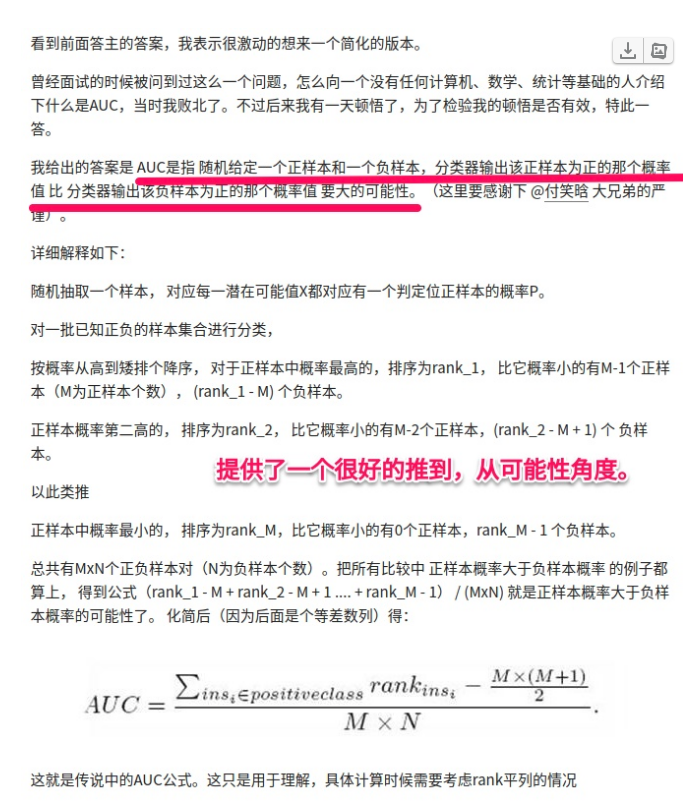 看到前面答主的答案，我表示很激动的想来一个简化的版本。
曾经面试的时候被问到过这么一个问题，怎么向一个没有任何计算机、数学、统计等基础的人介绍
下什么是AUC，当时我败北了。不过后来我有一天顿悟了，为了检验我的顿悟是否有效，特此一
答。
我给出的答案是 AUC是指 随机给定一个正样本和一个负样本，分类器输出该正样本为正的那个概率
值 比 分类器输出该负样本为正的那个概率值 要大的可能性。（这里要感谢下 @付笑晗 大兄弟的严
谨）。
详细解释如下：
随机抽取一个样本， 对应每一潜在可能值X都对应有一个判定位正样本的概率P。
对一批已知正负的样本集合进行分类，
按概率从高到矮排个降序， 对于正样本中概率最高的，排序为rank_1， 比它概率小的有M-1个正样
本（M为正样本个数）， (rank_1 - M) 个负样本。
正样本概率第二高的， 排序为rank_2， 比它概率小的有M-2个正样本，(rank_2 - M + 1) 个 负样
本。
提供了一个很好的推到，从可能性角度。
以此类推
正样本中概率最小的， 排序为rank_M，比它概率小的有0个正样本，rank_M - 1 个负样本。
总共有MxN个正负样本对（N为负样本个数）。把所有比较中 正样本概率大于负样本概率 的例子都
算上， 得到公式（rank_1 - M + rank_2 - M + 1 .... + rank_M - 1） / (MxN) 就是正样本概率大于负样
本概率的可能性了。 化简后（因为后面是个等差数列）得：
AUC = (∑_{ins_i∈positiveclass} rank_{ins_i} - M×(M+1)/2) / (M × N).
这就是传说中的AUC公式。这只是用于理解，具体计算时候需要考虑rank平列的情况